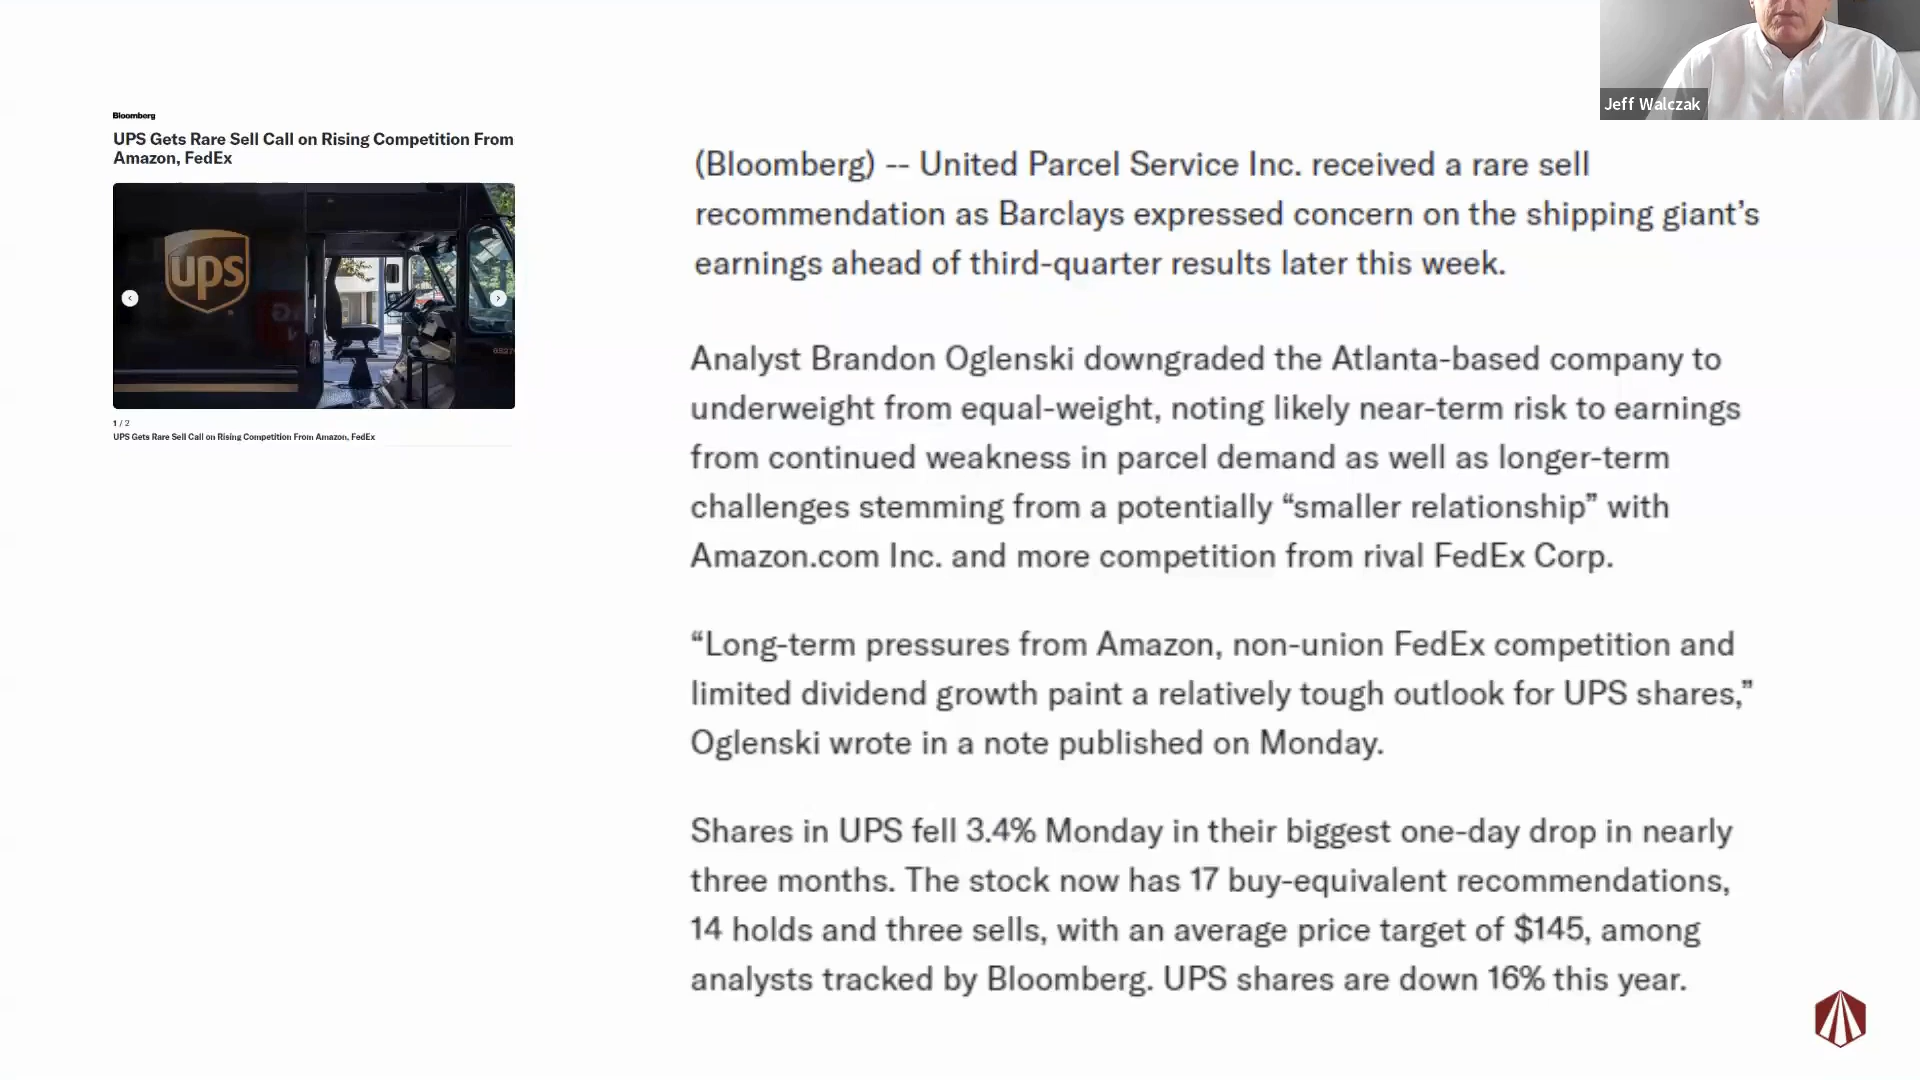 Jeff Walczak
Bloomberg
UPS Gets Rare Sell Call on Rising Competition From
Amazon, FedEx
ups
1 / 2
UPS Gets Rare Sell Call on Rising Competition From Amazon, FedEx
(Bloomberg) -- United Parcel Service Inc. received a rare sell
recommendation as Barclays expressed concern on the shipping giant’s
earnings ahead of third-quarter results later this week.
Analyst Brandon Oglenski downgraded the Atlanta-based company to
underweight from equal-weight, noting likely near-term risk to earnings
from continued weakness in parcel demand as well as longer-term
challenges stemming from a potentially “smaller relationship” with
Amazon.com Inc. and more competition from rival FedEx Corp.
“Long-term pressures from Amazon, non-union FedEx competition and
limited dividend growth paint a relatively tough outlook for UPS shares,”
Oglenski wrote in a note published on Monday.
Shares in UPS fell 3.4% Monday in their biggest one-day drop in nearly
three months. The stock now has 17 buy-equivalent recommendations,
14 holds and three sells, with an average price target of $145, among
analysts tracked by Bloomberg. UPS shares are down 16% this year.